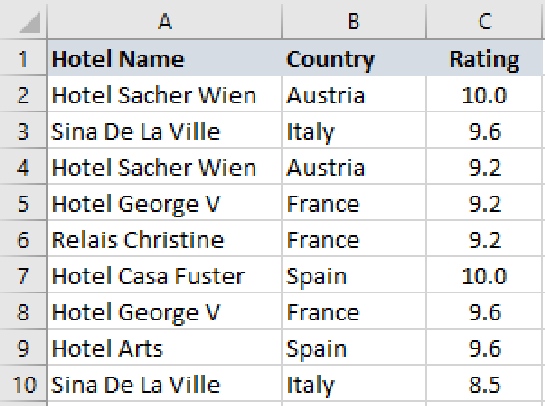 A B C
1 Hotel Name Country Rating
2 Hotel Sacher Wien Austria 10.0
3 Sina De La Ville Italy 9.6
4 Hotel Sacher Wien Austria 9.2
5 Hotel George V France 9.2
6 Relais Christine France 9.2
7 Hotel Casa Fuster Spain 10.0
8 Hotel George V France 9.6
9 Hotel Arts Spain 9.6
10 Sina De La Ville Italy 8.5